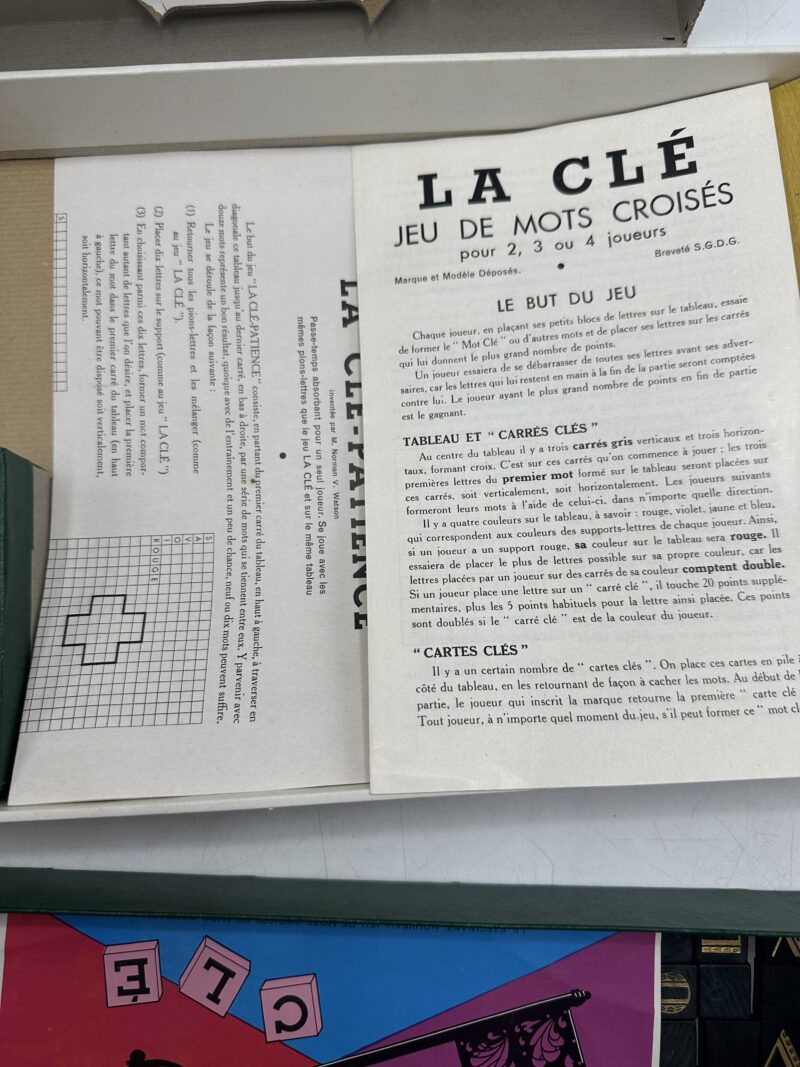 LA CLÉ
JEU DE MOTS CROISÉS
pour 2, 3 ou 4 joueurs
Marque et Modèle Déposés.
Breveté S.G.D.G.
LE BUT DU JEU
Chaque joueur, en plaçant ses petits blocs de lettres sur le tableau, essaie
de former le " Mot Clé " ou d'autres mots et de placer ses lettres sur les carrés
qui lui donnent le plus grand nombre de points.
Un joueur essaiera de se débarrasser de toutes ses lettres avant ses adver-
saires, car les lettres qui lui restent en main à la fin de la partie seront comptées
contre lui. Le joueur ayant le plus grand nombre de points en fin de partie
est le gagnant.
TABLEAU ET " CARRÉS CLÉS "
Au centre du tableau il y a trois carrés gris verticaux et trois horizon-
taux, formant croix. C'est sur ces carrés qu'on commence à jouer ; les trois
premières lettres du premier mot formé sur le tableau seront placées sur
ces carrés, soit verticalement, soit horizontalement. Les joueurs suivants
formeront leurs mots à l'aide de celui-ci, dans n'importe quelle direction.
Il y a quatre couleurs sur le tableau, à savoir : rouge, violet, jaune et bleu,
qui correspondent aux couleurs des supports-lettres de chaque joueur. Ainsi,
si un joueur a un support rouge, sa couleur sur le tableau sera rouge. Il
essaiera de placer le plus de lettres possible sur sa propre couleur, car les
lettres placées par un joueur sur des carrés de sa couleur comptent double.
Si un joueur place une lettre sur un " carré clé ", il touche 20 points supplé-
mentaires, plus les 5 points habituels pour la lettre ainsi placée. Ces points
sont doublés si le " carré clé " est de la couleur du joueur.
" CARTES CLÉS "
Il y a un certain nombre de " cartes clés ". On place ces cartes en pile à
côté du tableau, en les retournant de façon à cacher les mots. Au début de
partie, le joueur qui inscrit la marque retourne la première " carte clé
Tout joueur, à n'importe quel moment du jeu, s'il peut former ce " mot cl
LA CLÉ-PATIENCE
Inventée par M. Norman V. Watson
Passe-temps absorbant pour un seul joueur. Se joue avec les
mêmes pions-lettres que le jeu LA CLÉ et sur le même tableau
Le but du jeu " LA CLÉ-PATIENCE " consiste, en partant du premier carré du tableau, en haut à gauche, à traverser en
diagonale ce tableau jusqu'au dernier carré, en bas à droite, par une série de mots qui se tiennent entre eux. Y parvenir avec
douze mots représente un bon résultat, quoique avec de l'entraînement et un peu de chance, neuf ou dix mots peuvent suffire.
Le jeu se déroule de la façon suivante :
(1) Retourner tous les pions-lettres et les mélanger (comme
au jeu " LA CLÉ ").
(2) Placer dix lettres sur le support (comme au jeu " LA CLÉ ")
(3) En choisissant parmi ces dix lettres, former un mot compor-
tant autant de lettres que l'on désire, et placer la première
lettre du mot dans le premier carré du tableau (en haut
à gauche), ce mot pouvant être disposé soit verticalement,
soit horizontalement.
S
S
A
V
O
I
ROUGE
CLÉ